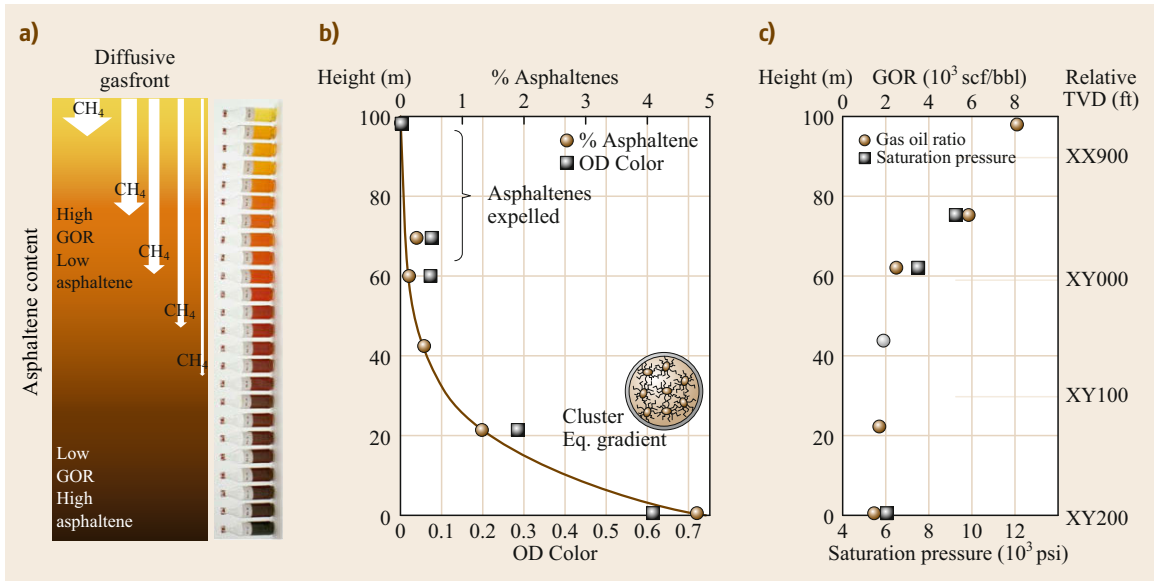 a)
Diffusive
gasfront
CH4
CH4
High
GOR
Low
asphaltene
CH4
CH4
CH4
Low
GOR
High
asphaltene
Asphaltene content
b)
Height (m)
% Asphaltenes
0 1 2 3 4 5
100
80
60
40
20
0
% Asphaltene
OD Color
Asphaltenes
expelled
Cluster
Eq. gradient
0 0.1 0.2 0.3 0.4 0.5 0.6 0.7
OD Color
c)
Height (m)
GOR (10³ scf/bbl)
Relative
TVD (ft)
0 2 4 6 8
100
80
60
40
20
0
Gas oil ratio
Saturation pressure
XX900
XY000
XY100
XY200
4 6 8 10 12
Saturation pressure (10³ psi)